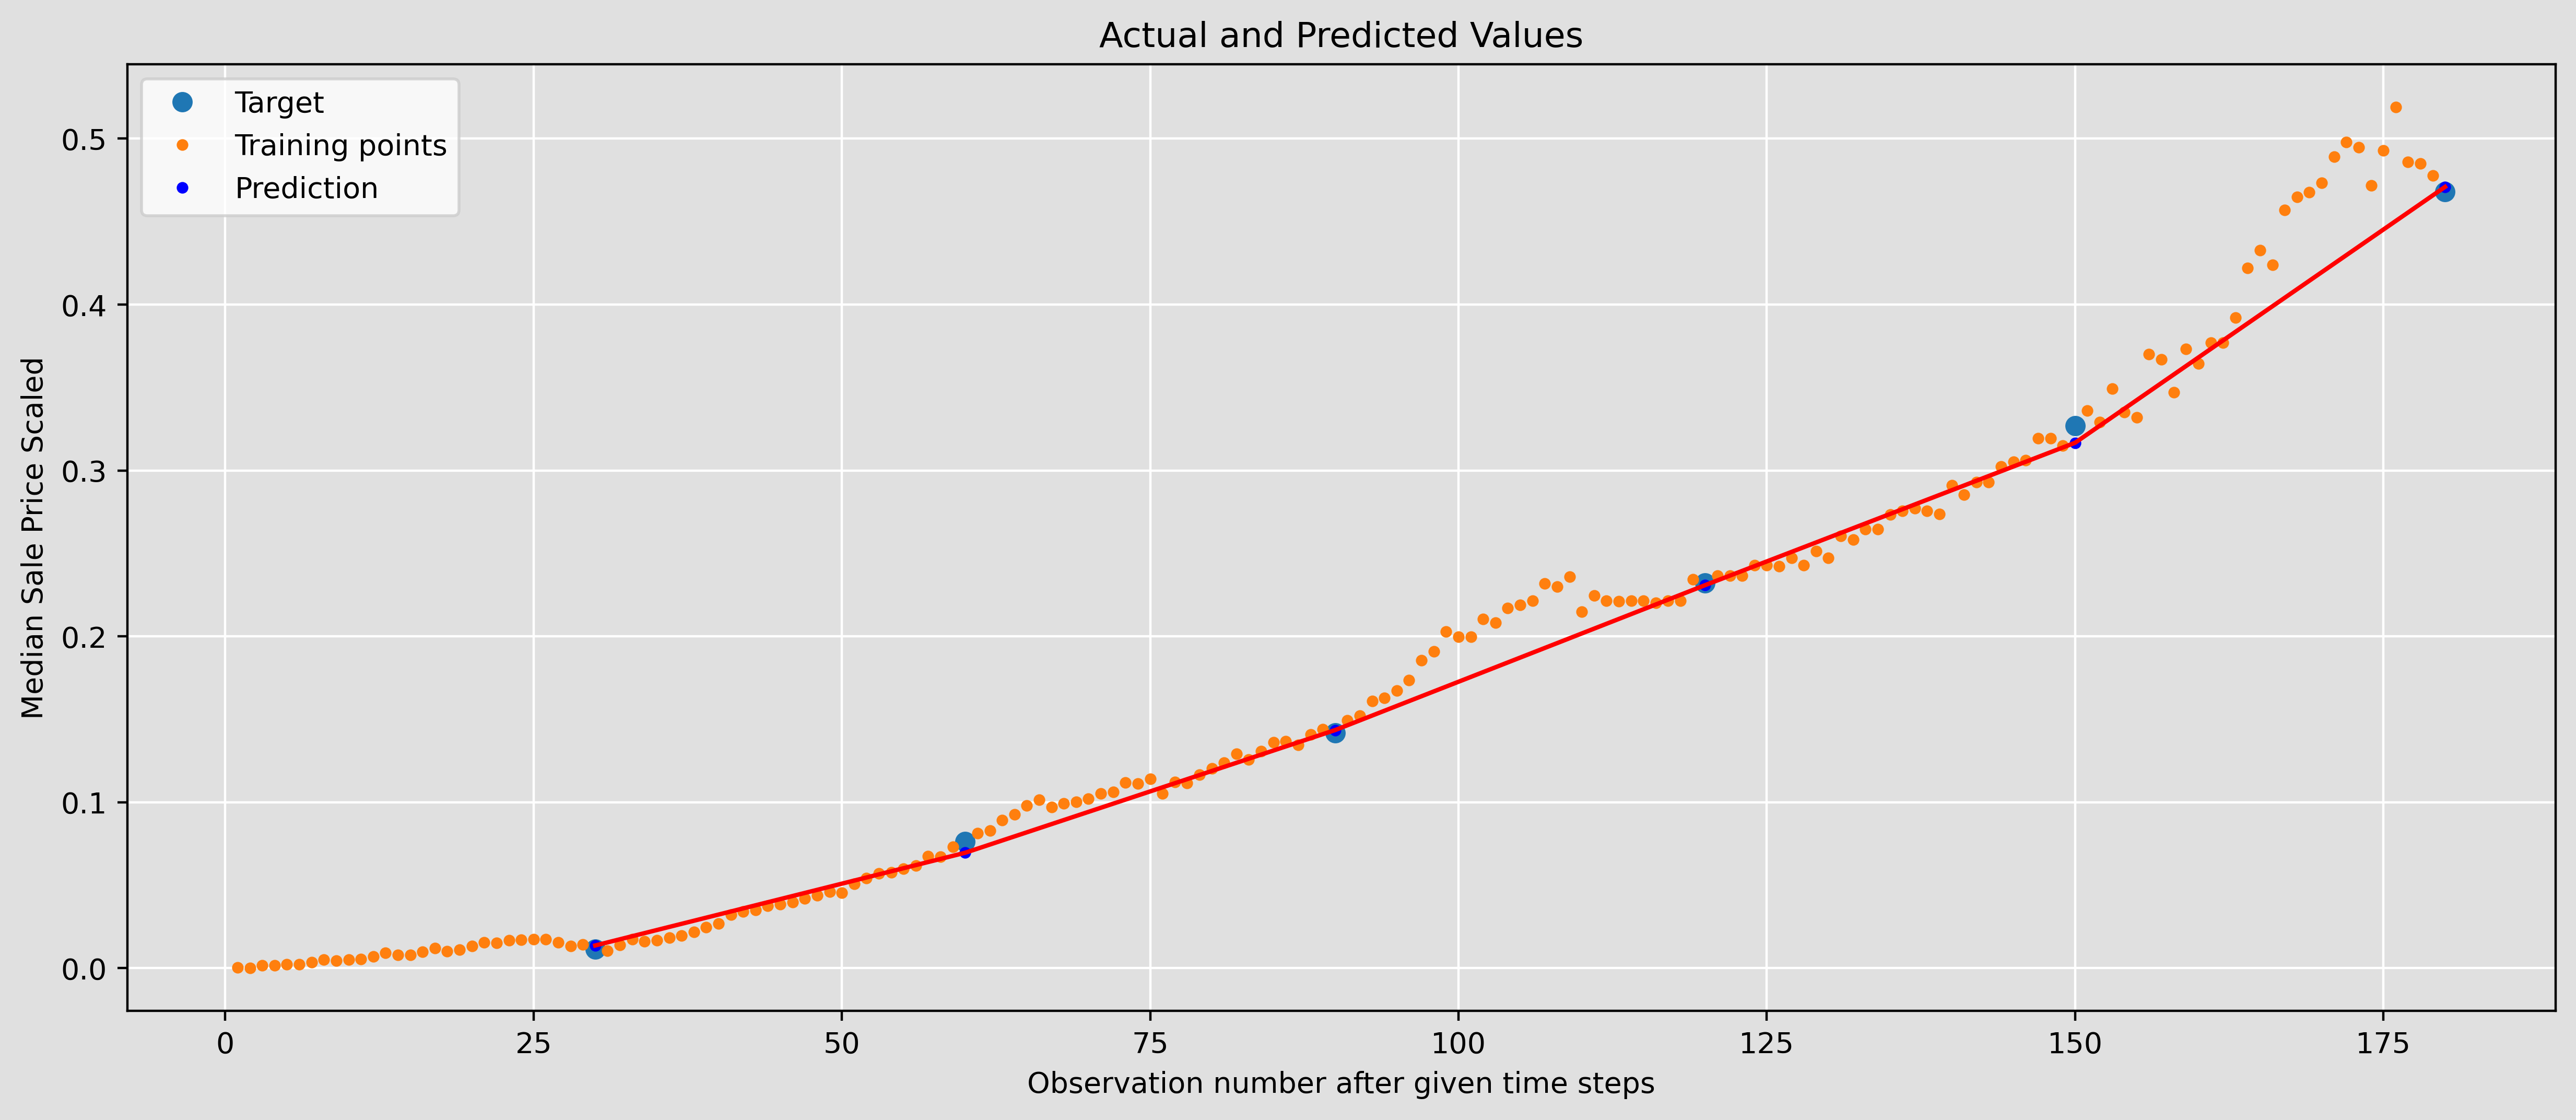 Actual and Predicted Values
Target
Training points
Prediction
0.5
0.4
0.3
0.2
0.1
0.0
Median Sale Price Scaled
0 25 50 75 100 125 150 175
Observation number after given time steps